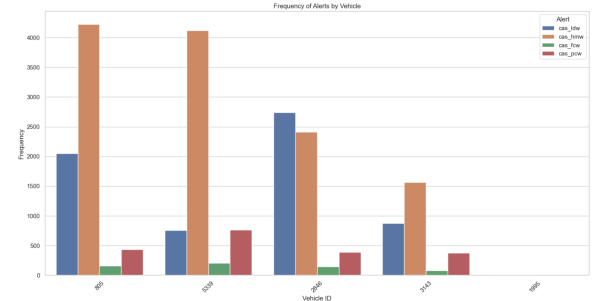 Frequency of Alerts by Vehicle
Alert
cas_ldw
cas_hmw
cas_fcw
cas_pcw
4000
3500
3000
2500
2000
1500
1000
500
0
Frequency
805
5339
2846
3143
1995
Vehicle ID